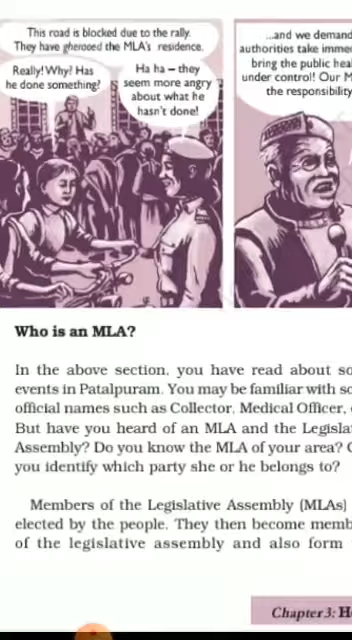 This road is blocked due to the rally.
They have gheraoed the MLA's residence.
Really! Why? Has
he done something?
Ha ha – they
seem more angry
about what he
hasn't done!
...and we demand
authorities take
bring the public
under control! Our
the responsibility
Who is an MLA?
In the above section, you have read about
events in Patalpuram. You may be familiar with
official names such as Collector, Medical Officer,
But have you heard of an MLA and the
Assembly? Do you know the MLA of your area?
you identify which party she or he belongs to?
Members of the Legislative Assembly (MLAs)
elected by the people. They then become
of the legislative assembly and also form
Chapter 3: